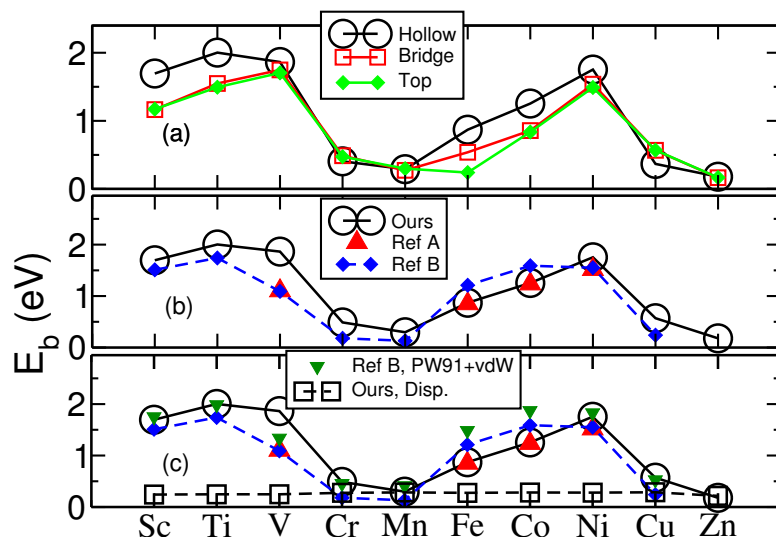 2
1
0
(a)
Hollow
Bridge
Top
2
1
0
(b)
Ours
Ref A
Ref B
E_b (eV)
2
1
0
(c)
Ref B, PW91+vdW
Ours, Disp.
Sc Ti V Cr Mn Fe Co Ni Cu Zn